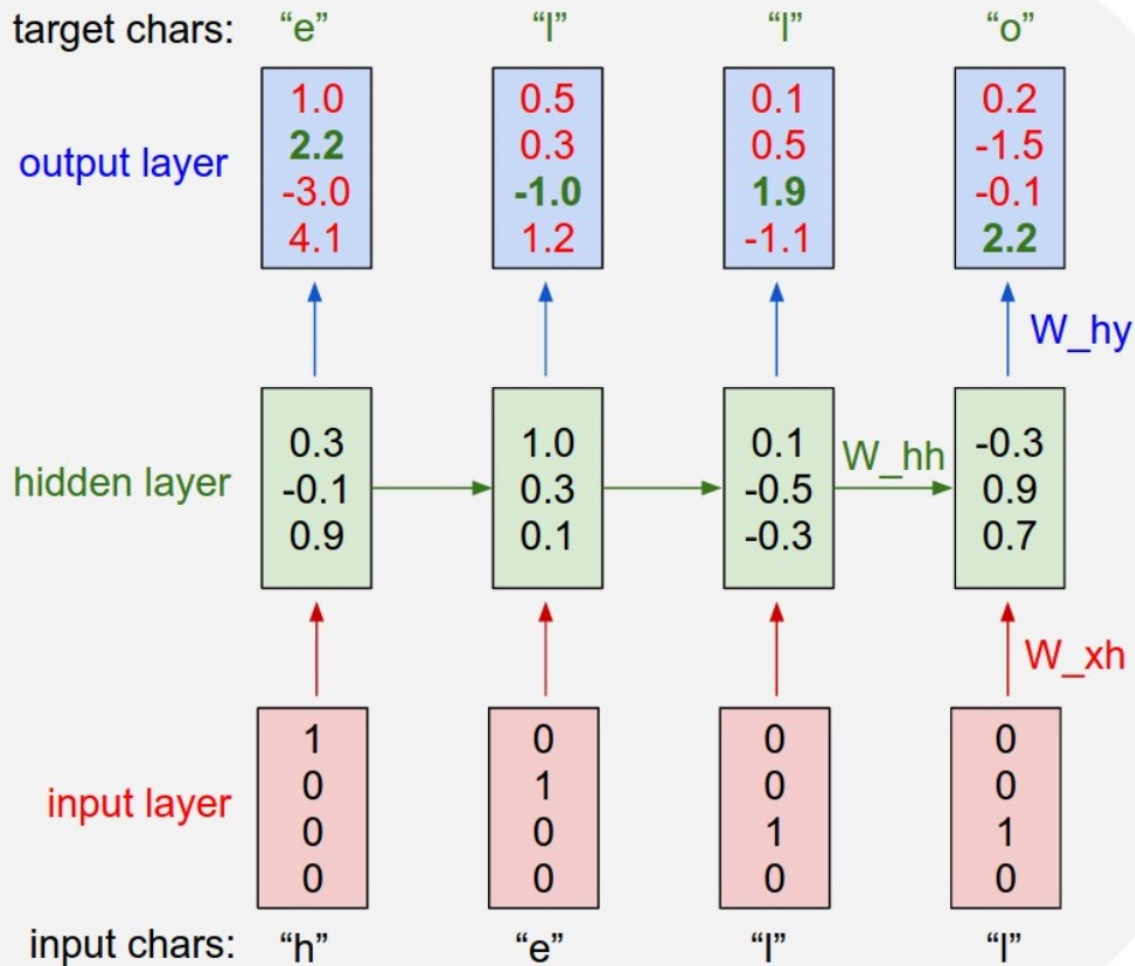 target chars: “e” “l” “l” “o”
1.0 0.5 0.1 0.2
2.2 0.3 0.5 -1.5
output layer
-3.0 -1.0 1.9 -0.1
4.1 1.2 -1.1 2.2
W_hy
0.3 1.0 0.1 -0.3
W_hh
hidden layer -0.1 0.3 -0.5 0.9
0.9 0.1 -0.3 0.7
W_xh
1 0 0 0
0 1 0 0
input layer
0 0 1 1
0 0 0 0
input chars: “h” “e” “l” “l”